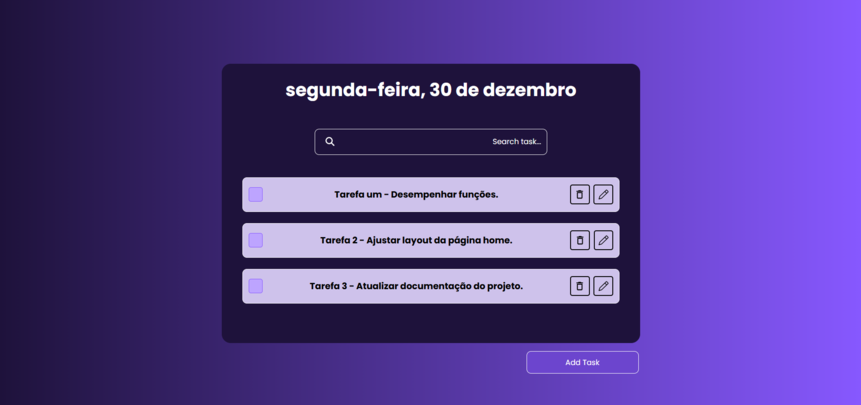 segunda-feira, 30 de dezembro
Search task...
Tarefa um - Desempenhar funções.
Tarefa 2 - Ajustar layout da página home.
Tarefa 3 - Atualizar documentação do projeto.
Add Task